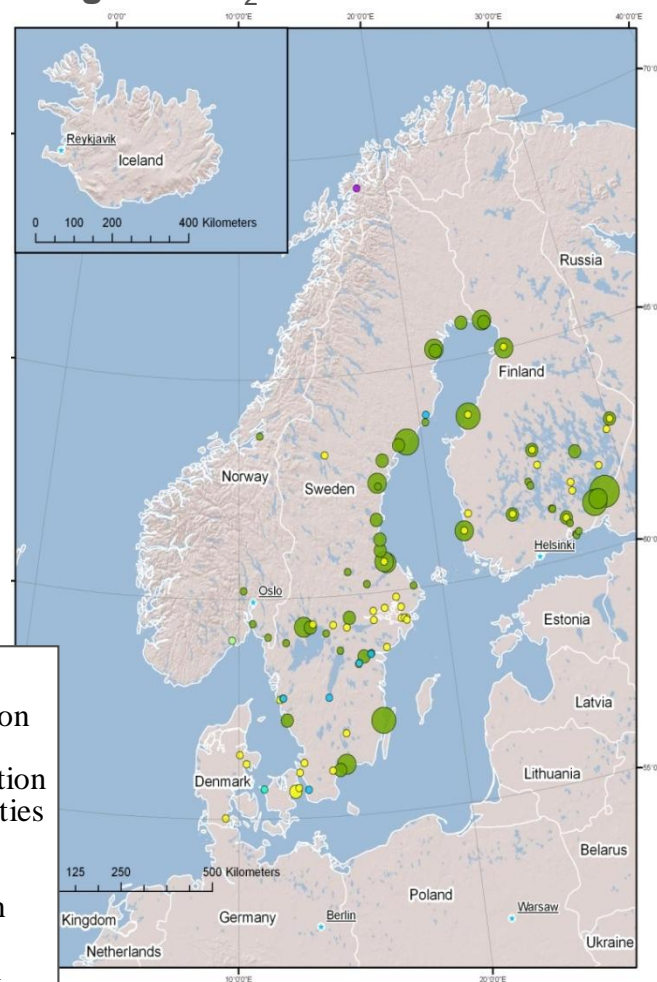 2
0°0'0"
10°0'0"E
20°0'0"E
30°0'0"E
40°0'0"E
70°0
Reykjavik
Iceland
0 100 200 400 Kilometers
Russia
65°0
Finland
Norway
Sweden
60°0
Helsinki
Oslo
Estonia
on
Latvia
tion
ties
Denmark
Lithuania
55°0
125 250 500 Kilometers
Belarus
Poland
Kingdom
Germany
Berlin
Warsaw
Ukraine
Netherlands
10°0'0"E
20°0'0"E